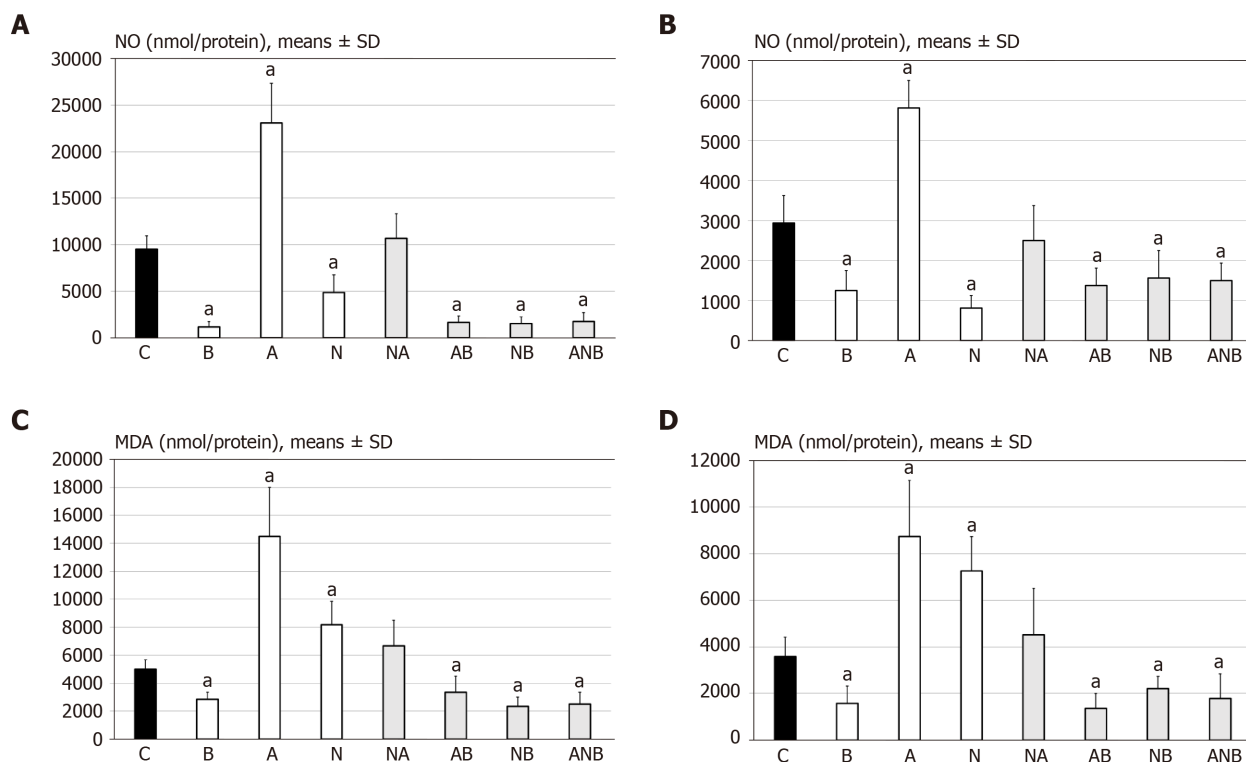 A
NO (nmol/protein), means ± SD
30000
25000
20000
15000
10000
5000
0
a
a
a
a
a
a
C B A N NA AB NB ANB
B
NO (nmol/protein), means ± SD
7000
6000
5000
4000
3000
2000
1000
0
a
a
a
a
a
a
C B A N NA AB NB ANB
C
MDA (nmol/protein), means ± SD
20000
18000
16000
14000
12000
10000
8000
6000
4000
2000
0
a
a
a
a
a
a
C B A N NA AB NB ANB
D
MDA (nmol/protein), means ± SD
12000
10000
8000
6000
4000
2000
0
a
a
a
a
a
a
C B A N NA AB NB ANB